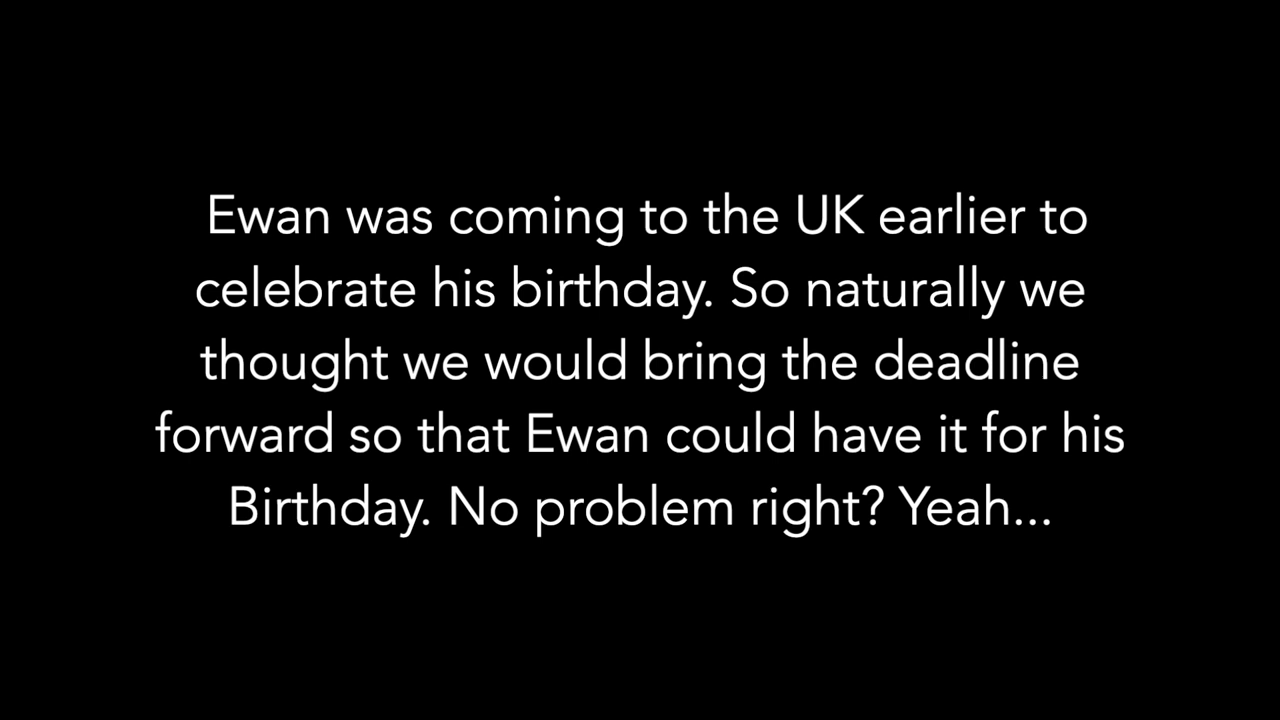 Ewan was coming to the UK earlier to
celebrate his birthday. So naturally we
thought we would bring the deadline
forward so that Ewan could have it for his
Birthday. No problem right? Yeah...